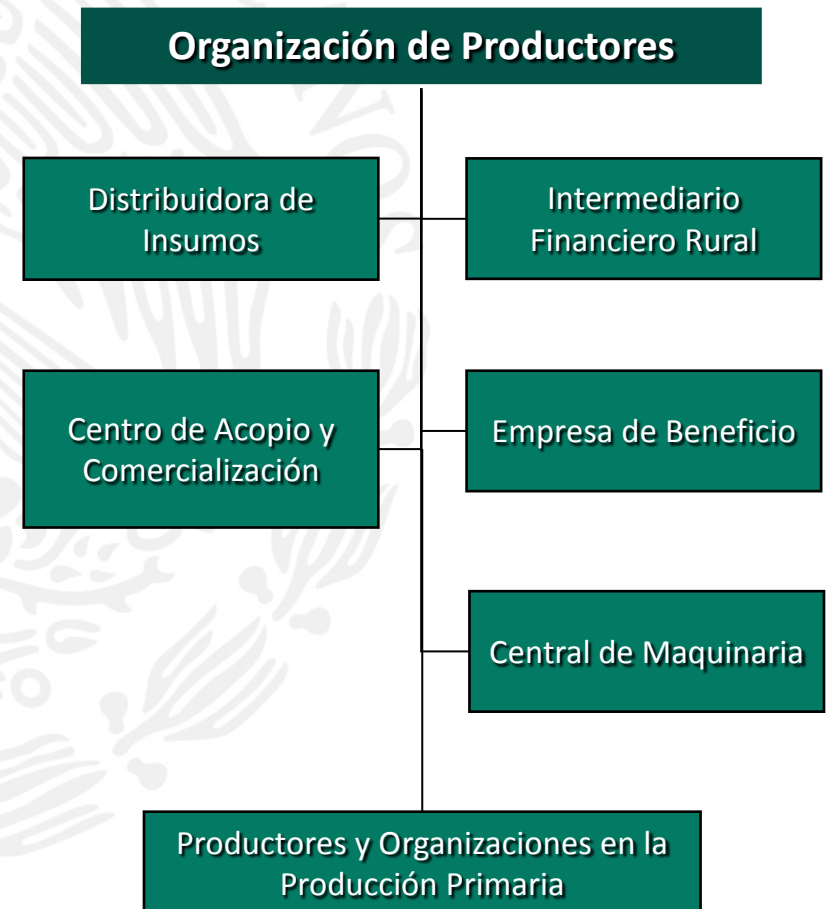 Organización de Productores
Distribuidora de
Insumos
Intermediario
Financiero Rural
Centro de Acopio y
Comercialización
Empresa de Beneficio
Central de Maquinaria
Productores y Organizaciones en la
Producción Primaria